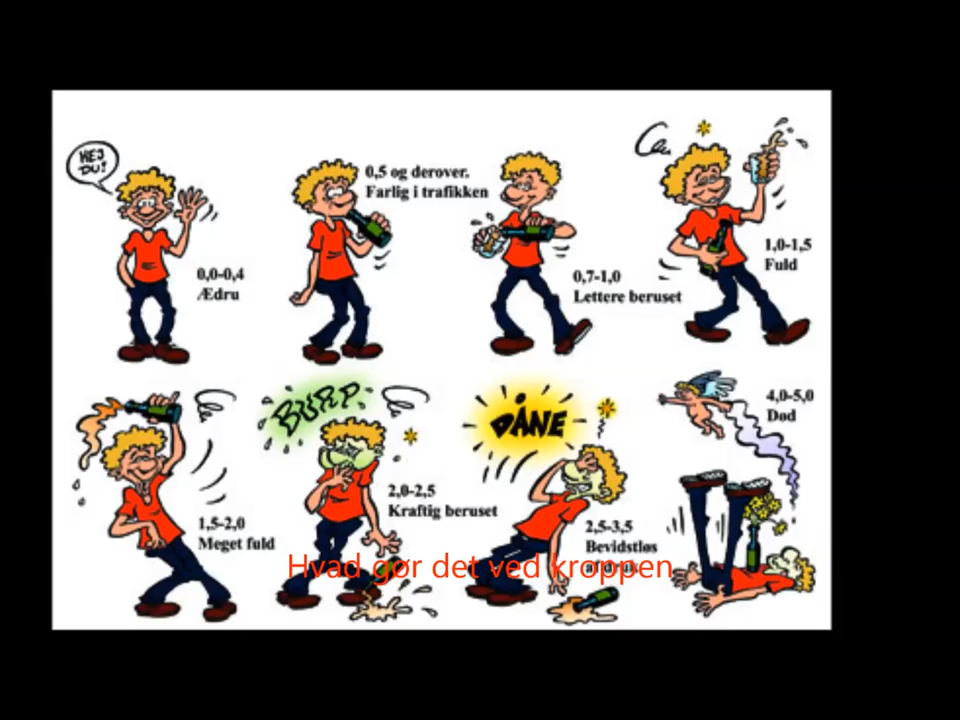 HEJ
DU!
0,0-0,4
Ædru
0,5 og derover.
Farlig i trafikken
0,7-1,0
Lettere beruset
1,0-1,5
Fuld
1,5-2,0
Meget fuld
BURP
2,0-2,5
Kraftig beruset
DÅNE
2,5-3,5
Bevidstløs
4,0-5,0
Død
Hvad gør det ved kroppen